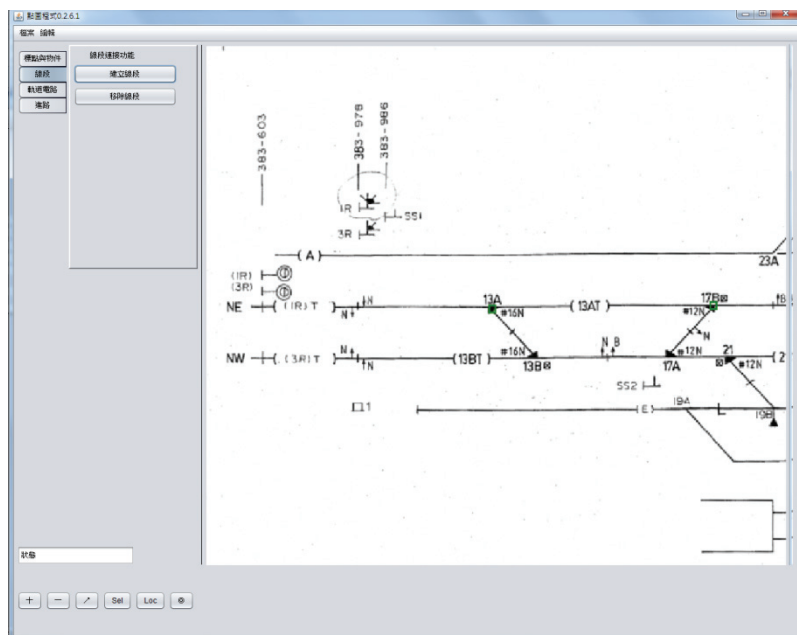 點圖程式0.2.6.1
檔案 編輯
標點與物件
線段
軌道電路
進路
線段連接功能
建立線段
移除線段
383-603
383-978
383-986
1R
SS1
3R
(A)
23A
(1R)
(3R)
NE
(1R)T
N
N
13A
#16N
(13AT)
17B
#12N
N
B
NW
(3R)T
N
N
(13BT)
#16N
13B
N B
17A
#12N
21
#12N
(2
SS2
1
(E)
19A
19B
狀態
+
−
Sel
Loc